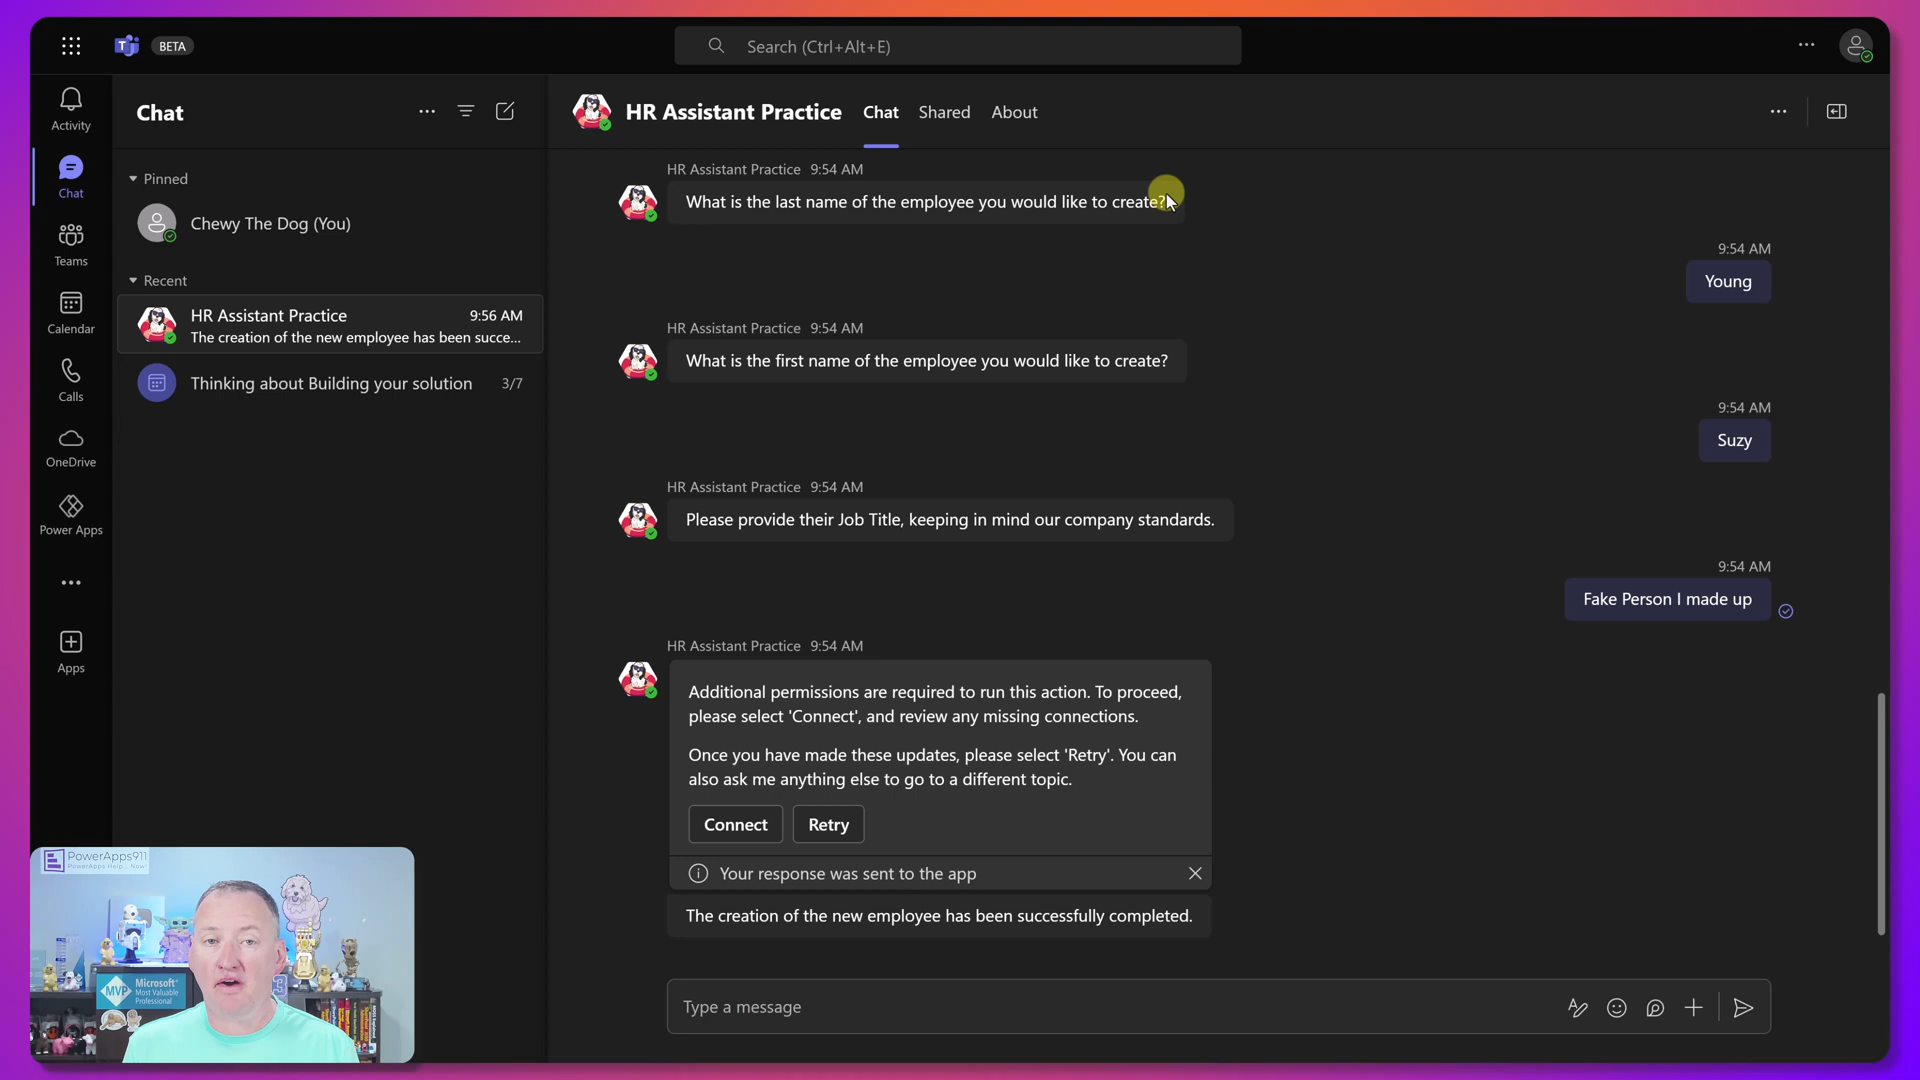 BETA
Search (Ctrl+Alt+E)
Activity
Chat
Teams
Calendar
Calls
OneDrive
Power Apps
Apps
Chat
Pinned
Chewy The Dog (You)
Recent
HR Assistant Practice 9:56 AM
The creation of the new employee has been succe...
Thinking about Building your solution 3/7
HR Assistant Practice Chat Shared About
HR Assistant Practice 9:54 AM
What is the last name of the employee you would like to create?
9:54 AM
Young
HR Assistant Practice 9:54 AM
What is the first name of the employee you would like to create?
9:54 AM
Suzy
HR Assistant Practice 9:54 AM
Please provide their Job Title, keeping in mind our company standards.
9:54 AM
Fake Person I made up
HR Assistant Practice 9:54 AM
Additional permissions are required to run this action. To proceed,
please select 'Connect', and review any missing connections.
Once you have made these updates, please select 'Retry'. You can
also ask me anything else to go to a different topic.
Connect Retry
Your response was sent to the app
The creation of the new employee has been successfully completed.
Type a message
PowerApps911
PowerApps Help... Now!
MVP
Microsoft
Most Valuable
Professional